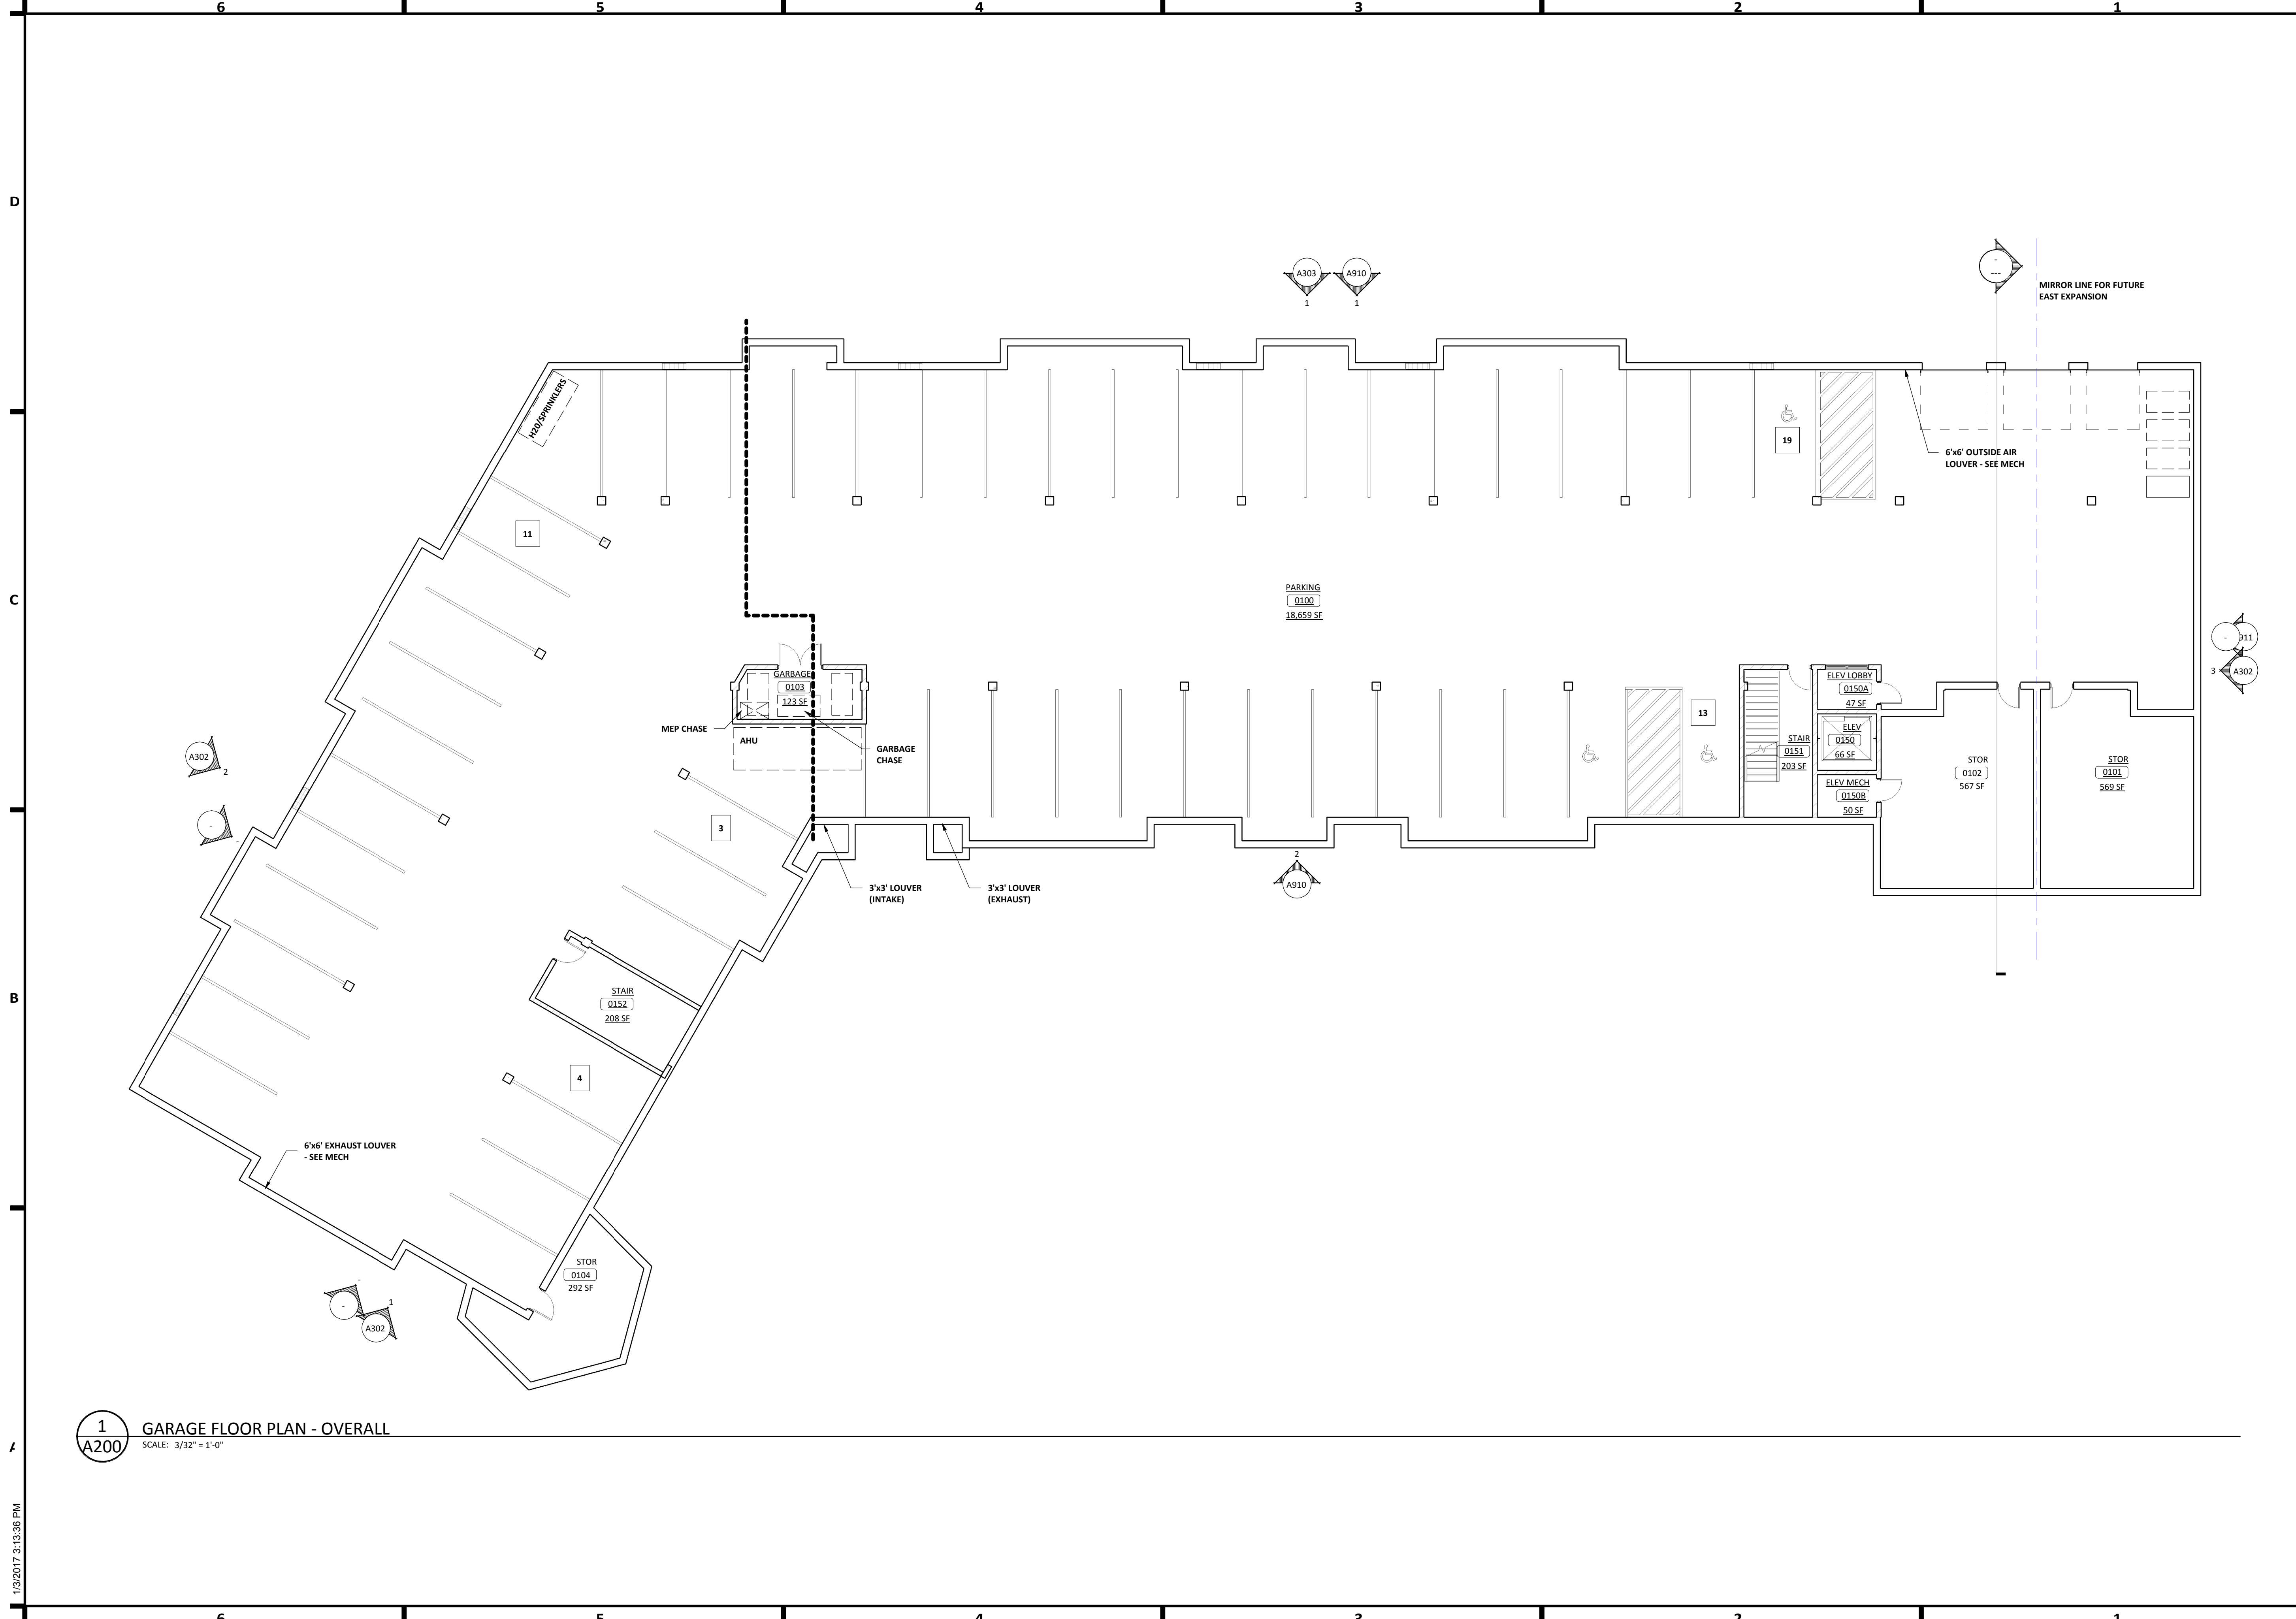 6 5 4 3 2 1
D
A303 A910
1 1
-
---
MIRROR LINE FOR FUTURE
EAST EXPANSION
H20/SPRINKLERS
19
6'x6' OUTSIDE AIR
LOUVER - SEE MECH
11
C
PARKING
0100
18,659 SF
- 911
3 A302
GARBAGE
0103
123 SF
MEP CHASE
AHU
GARBAGE
CHASE
ELEV LOBBY
0150A
47 SF
13
ELEV
0150
66 SF
STAIR
0151
203 SF
ELEV MECH
0150B
50 SF
STOR
0102
567 SF
STOR
0101
569 SF
A302
2
-
-
3
3'x3' LOUVER
(INTAKE)
3'x3' LOUVER
(EXHAUST)
2
A910
B
STAIR
0152
208 SF
4
6'x6' EXHAUST LOUVER
- SEE MECH
STOR
0104
292 SF
-
-
1
A302
1
A200
GARAGE FLOOR PLAN - OVERALL
SCALE: 3/32" = 1'-0"
A
1/3/2017 3:13:36 PM
6 5 4 3 2 1